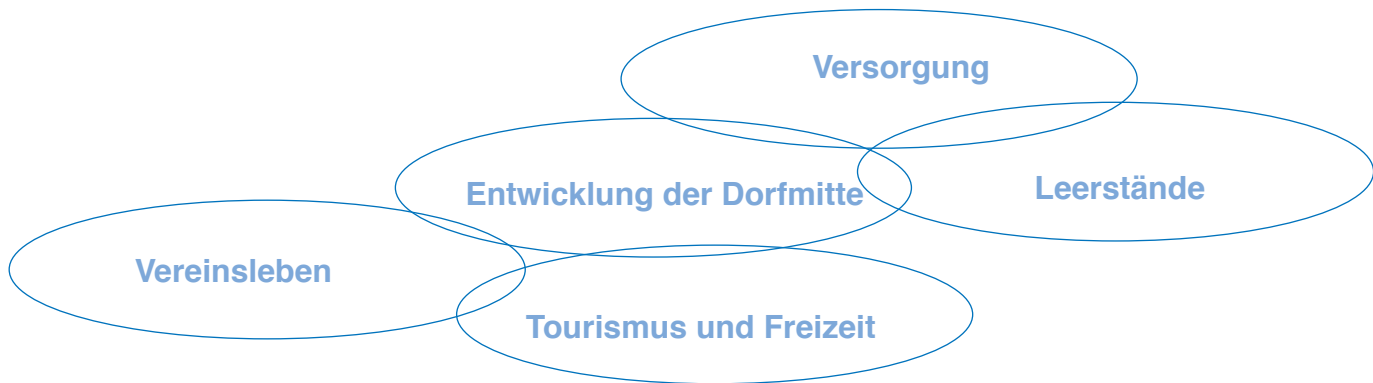 Versorgung
Entwicklung der Dorfmitte
Leerstände
Vereinsleben
Tourismus und Freizeit